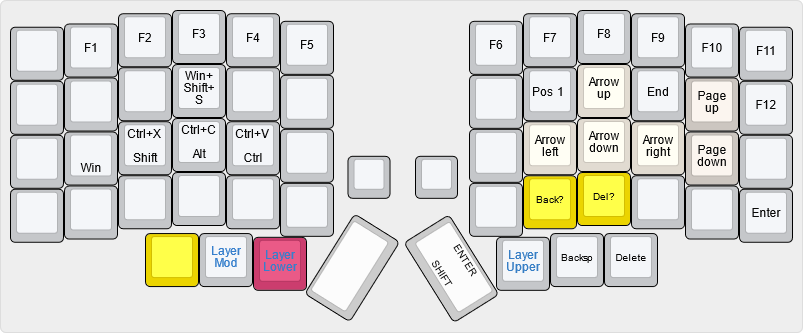 F1
F2
F3
F4
F5
F6
F7
F8
F9
F10
F11
Win+
Shift+
S
Pos 1
Arrow
up
End
Page
up
F12
Win
Ctrl+X
Shift
Ctrl+C
Alt
Ctrl+V
Ctrl
Arrow
left
Arrow
down
Arrow
right
Page
down
Back?
Del?
Enter
Layer
Mod
Layer
Lower
ENTER
SHIFT
Layer
Upper
Backsp
Delete